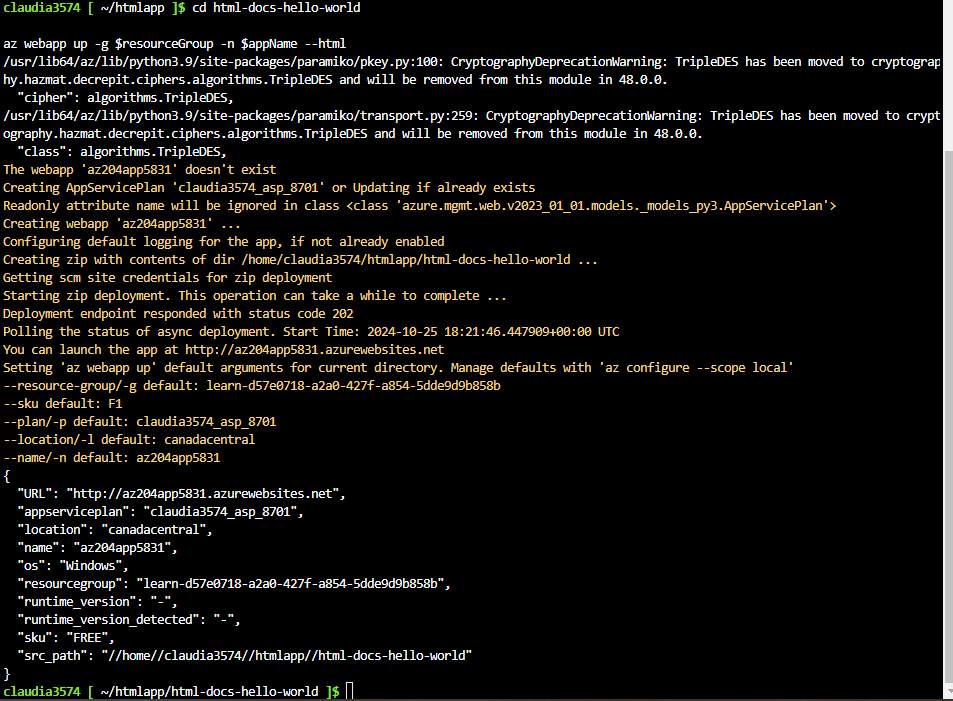 claudia3574 [ ~/htmlapp ]$ cd html-docs-hello-world
az webapp up -g $resourceGroup -n $appName --html
/usr/lib64/az/lib/python3.9/site-packages/paramiko/pkey.py:100: CryptographyDeprecationWarning: TripleDES has been moved to cryptograp
hy.hazmat.decrepit.ciphers.algorithms.TripleDES and will be removed from this module in 48.0.0.
  "cipher": algorithms.TripleDES,
/usr/lib64/az/lib/python3.9/site-packages/paramiko/transport.py:259: CryptographyDeprecationWarning: TripleDES has been moved to crypt
ography.hazmat.decrepit.ciphers.algorithms.TripleDES and will be removed from this module in 48.0.0.
  "class": algorithms.TripleDES,
The webapp 'az204app5831' doesn't exist
Creating AppServicePlan 'claudia3574_asp_8701' or Updating if already exists
Readonly attribute name will be ignored in class <class 'azure.mgmt.web.v2023_01_01.models._models_py3.AppServicePlan'>
Creating webapp 'az204app5831' ...
Configuring default logging for the app, if not already enabled
Creating zip with contents of dir /home/claudia3574/htmlapp/html-docs-hello-world ...
Getting scm site credentials for zip deployment
Starting zip deployment. This operation can take a while to complete ...
Deployment endpoint responded with status code 202
Polling the status of async deployment. Start Time: 2024-10-25 18:21:46.447909+00:00 UTC
You can launch the app at http://az204app5831.azurewebsites.net
Setting 'az webapp up' default arguments for current directory. Manage defaults with 'az configure --scope local'
--resource-group/-g default: learn-d57e0718-a2a0-427f-a854-5dde9d9b858b
--sku default: F1
--plan/-p default: claudia3574_asp_8701
--location/-l default: canadacentral
--name/-n default: az204app5831
{
  "URL": "http://az204app5831.azurewebsites.net",
  "appserviceplan": "claudia3574_asp_8701",
  "location": "canadacentral",
  "name": "az204app5831",
  "os": "Windows",
  "resourcegroup": "learn-d57e0718-a2a0-427f-a854-5dde9d9b858b",
  "runtime_version": "-",
  "runtime_version_detected": "-",
  "sku": "FREE",
  "src_path": "//home//claudia3574//htmlapp//html-docs-hello-world"
}
claudia3574 [ ~/htmlapp/html-docs-hello-world ]$